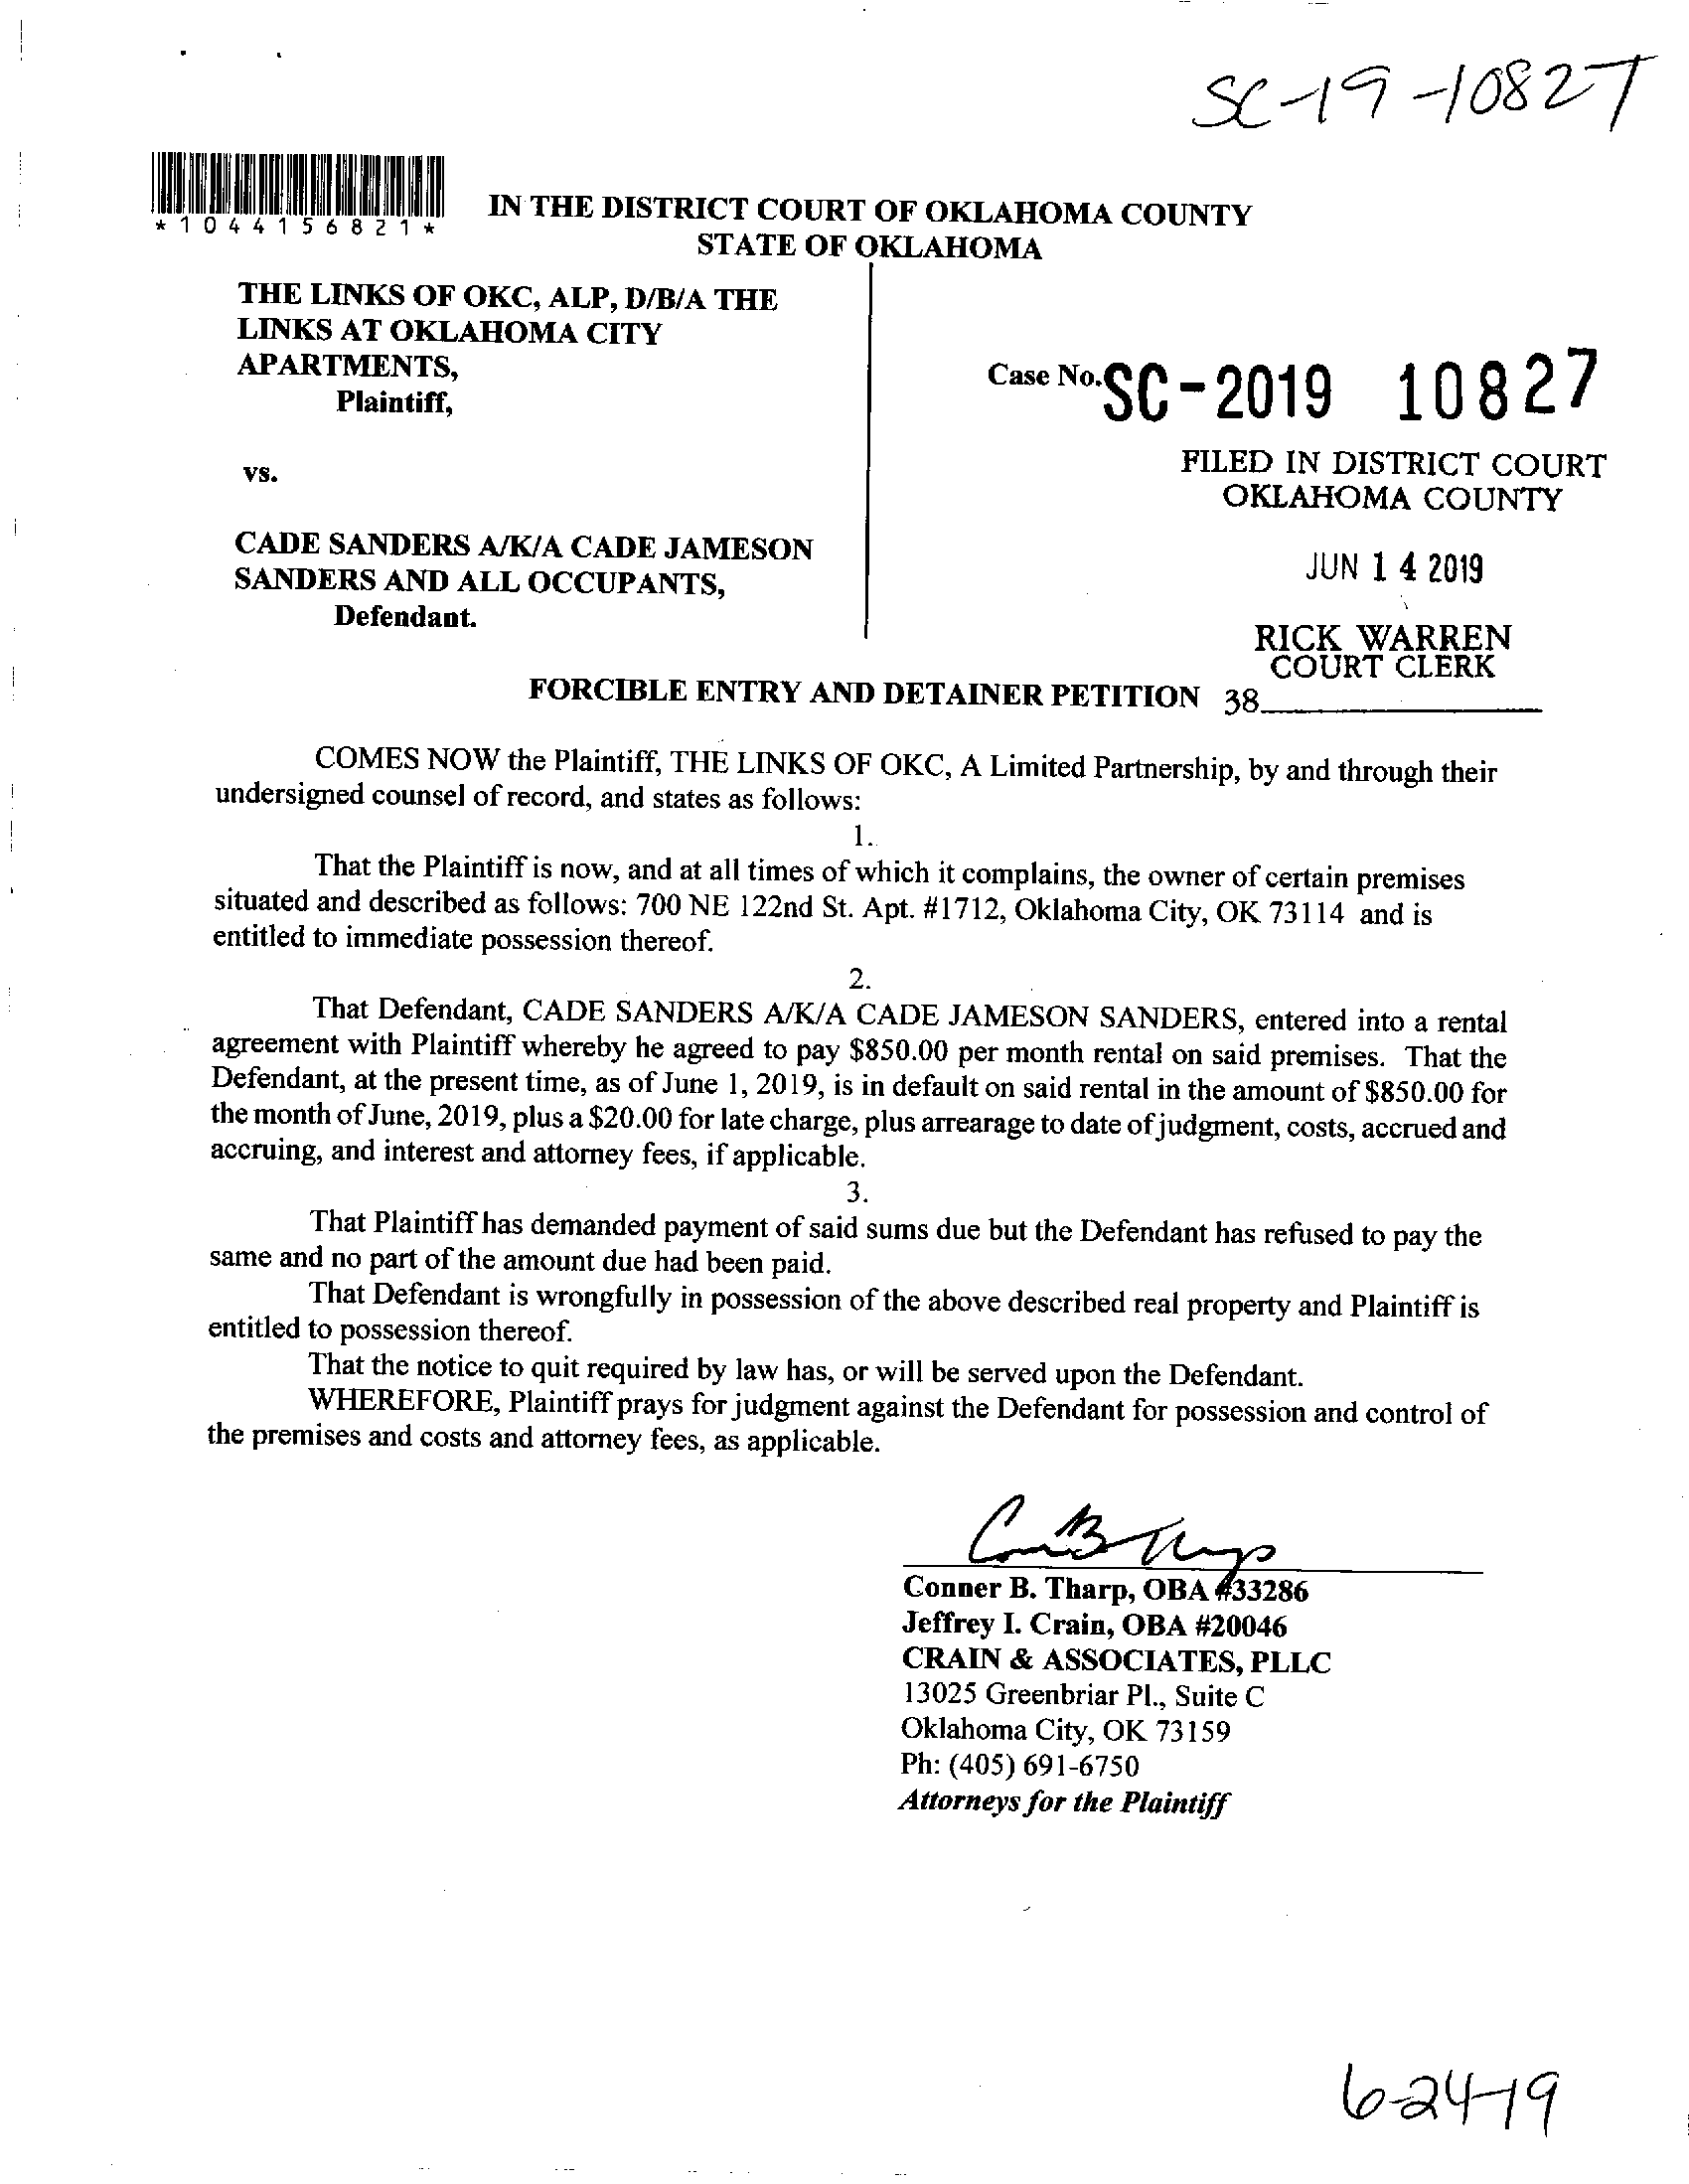 SC-19-10827
*1044156821*
IN THE DISTRICT COURT OF OKLAHOMA COUNTY
STATE OF OKLAHOMA
THE LINKS OF OKC, ALP, D/B/A THE
LINKS AT OKLAHOMA CITY
APARTMENTS,
Plaintiff,
Case No. SC-2019 10827
FILED IN DISTRICT COURT
OKLAHOMA COUNTY
vs.
CADE SANDERS A/K/A CADE JAMESON
SANDERS AND ALL OCCUPANTS,
Defendant.
JUN 14 2019
RICK WARREN
COURT CLERK
38
FORCIBLE ENTRY AND DETAINER PETITION
COMES NOW the Plaintiff, THE LINKS OF OKC, A Limited Partnership, by and through their
undersigned counsel of record, and states as follows:
1.
That the Plaintiff is now, and at all times of which it complains, the owner of certain premises
situated and described as follows: 700 NE 122nd St. Apt. #1712, Oklahoma City, OK 73114 and is
entitled to immediate possession thereof.
2.
That Defendant, CADE SANDERS A/K/A CADE JAMESON SANDERS, entered into a rental
agreement with Plaintiff whereby he agreed to pay $850.00 per month rental on said premises. That the
Defendant, at the present time, as of June 1, 2019, is in default on said rental in the amount of $850.00 for
the month of June, 2019, plus a $20.00 for late charge, plus arrearage to date of judgment, costs, accrued and
accruing, and interest and attorney fees, if applicable.
3.
That Plaintiff has demanded payment of said sums due but the Defendant has refused to pay the
same and no part of the amount due had been paid.
That Defendant is wrongfully in possession of the above described real property and Plaintiff is
entitled to possession thereof.
That the notice to quit required by law has, or will be served upon the Defendant.
WHEREFORE, Plaintiff prays for judgment against the Defendant for possession and control of
the premises and costs and attorney fees, as applicable.
Conner B. Tharp, OBA #33286
Jeffrey I. Crain, OBA #20046
CRAIN & ASSOCIATES, PLLC
13025 Greenbriar Pl., Suite C
Oklahoma City, OK 73159
Ph: (405) 691-6750
Attorneys for the Plaintiff
6-24-19